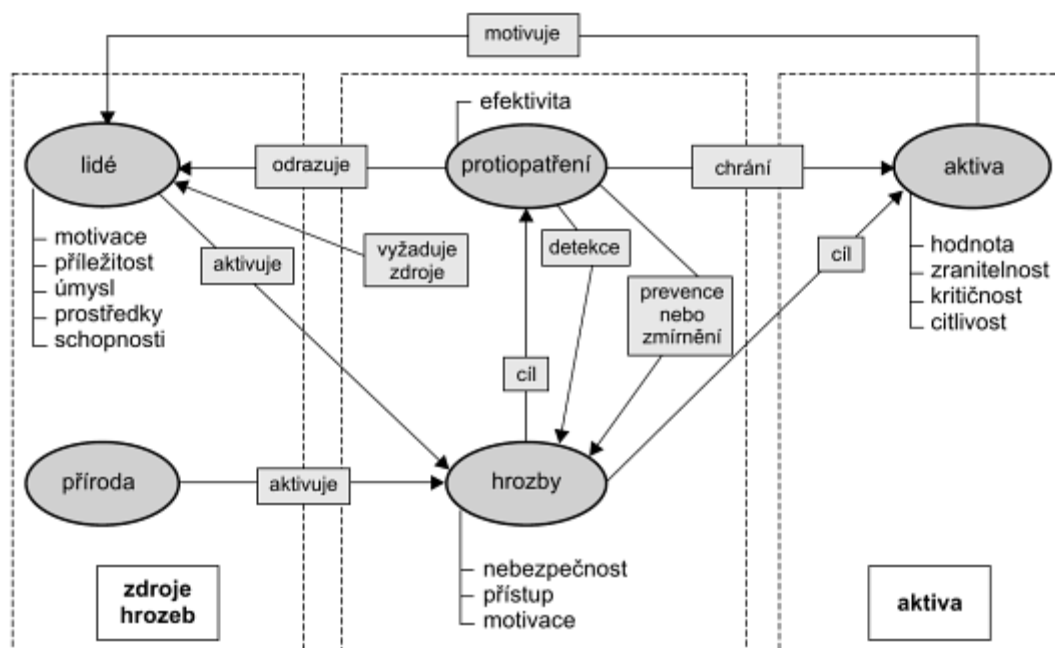 motivuje
efektivita
lidé
odrazuje
protiopatření
chrání
aktiva
motivace
příležitost
úmysl
prostředky
schopnosti
aktivuje
vyžaduje
zdroje
detekce
prevence
nebo
zmírnění
cíl
hodnota
zranitelnost
kritičnost
citlivost
cíl
příroda
aktivuje
hrozby
nebezpečnost
přístup
motivace
zdroje
hrozeb
aktiva